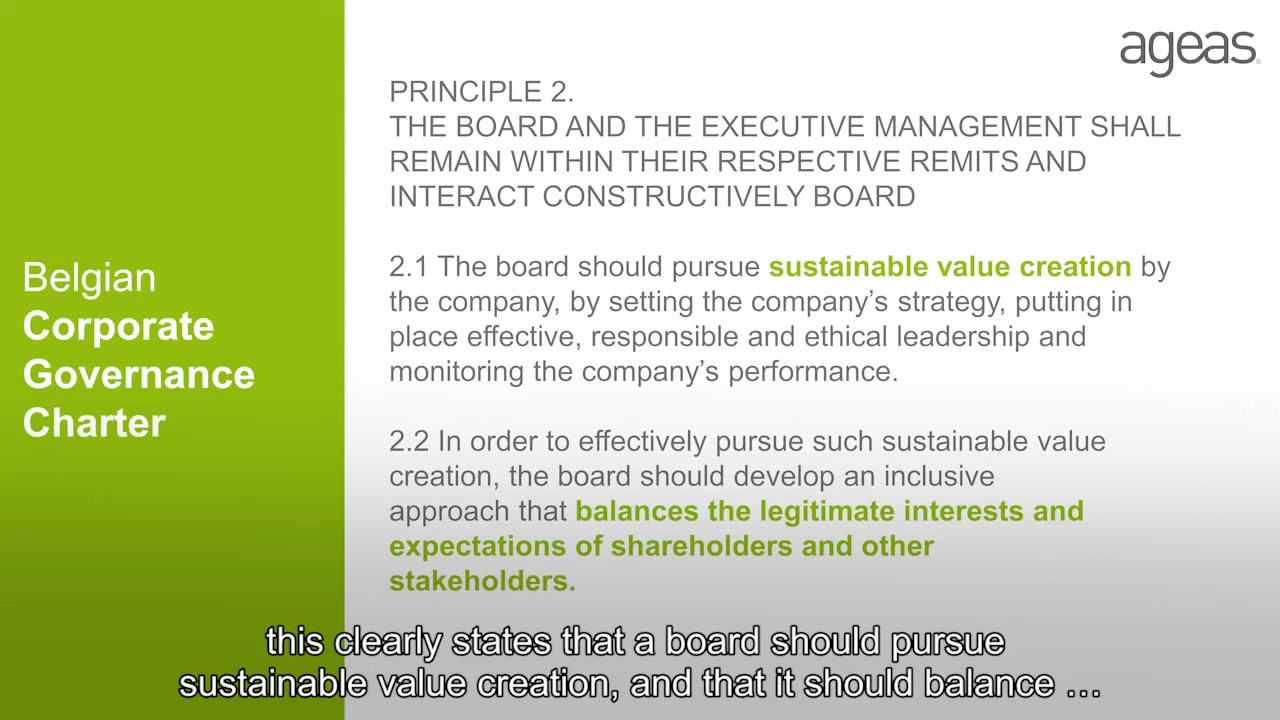 ageas®
PRINCIPLE 2.
THE BOARD AND THE EXECUTIVE MANAGEMENT SHALL
REMAIN WITHIN THEIR RESPECTIVE REMITS AND
INTERACT CONSTRUCTIVELY BOARD
Belgian
Corporate
Governance
Charter
2.1 The board should pursue sustainable value creation by
the company, by setting the company’s strategy, putting in
place effective, responsible and ethical leadership and
monitoring the company’s performance.
2.2 In order to effectively pursue such sustainable value
creation, the board should develop an inclusive
approach that balances the legitimate interests and
expectations of shareholders and other
stakeholders.
this clearly states that a board should pursue
sustainable value creation, and that it should balance …